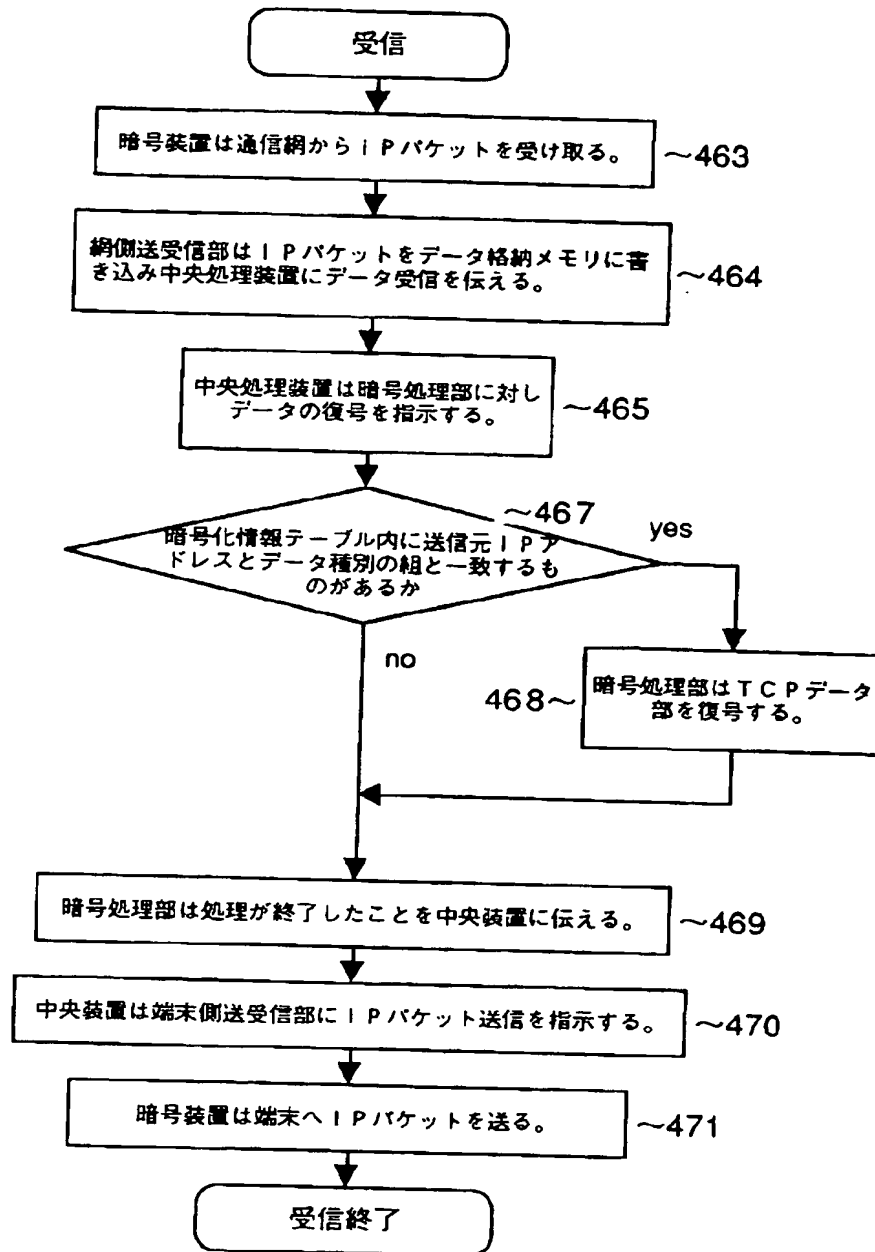 受信
暗号装置は通信網からｉＰパケットを受け取る。
～463
網側送受信部はＩＰパケットをデータ格納メモリに書
き込み中央処理装置にデータ受信を伝える。
～464
中央処理装置は暗号処理部に対し
データの復号を指示する。
～465
～467
暗号化情報テーブル内に送信元ＩＰア
ドレスとデータ種別の組と一致するも
のがあるか
yes
no
468～
暗号処理部はＴＣＰデータ
部を復号する。
暗号処理部は処理が終了したことを中央装置に伝える。
～469
中央装置は端末側送受信部にＩＰパケット送信を指示する。
～470
暗号装置は端末へＩＰパケットを送る。
～471
受信終了